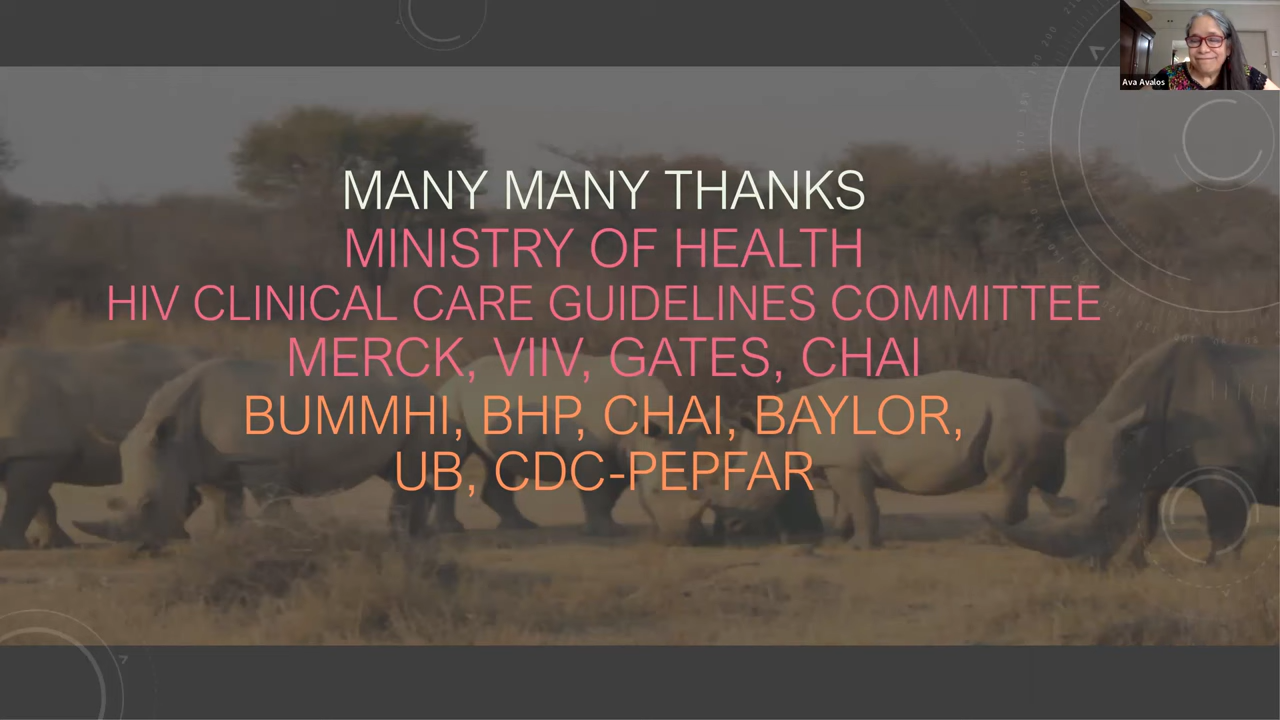 Ava Avalos
MANY MANY THANKS
MINISTRY OF HEALTH
HIV CLINICAL CARE GUIDELINES COMMITTEE
MERCK, VIIV, GATES, CHAI
BUMMHI, BHP, CHAI, BAYLOR,
UB, CDC-PEPFAR